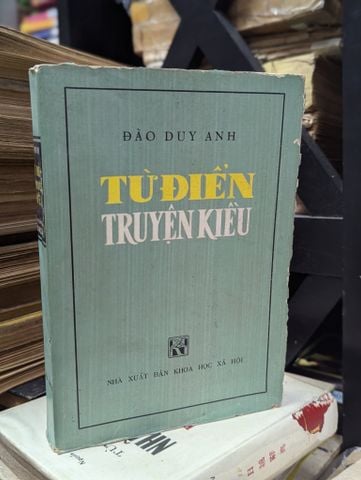 ĐÀO DUY ANH
TỪ ĐIỂN
TRUYỆN KIỀU
NHÀ XUẤT BẢN KHOA HỌC XÃ HỘI